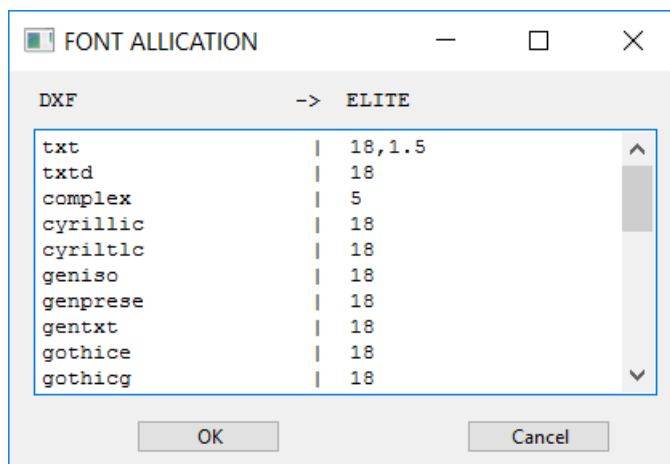 FONT ALLICATION
DXF -> ELITE
txt | 18,1.5
txtd | 18
complex | 5
cyrillic | 18
cyriltlc | 18
geniso | 18
genprese | 18
gentxt | 18
gothice | 18
gothicg | 18
OK Cancel